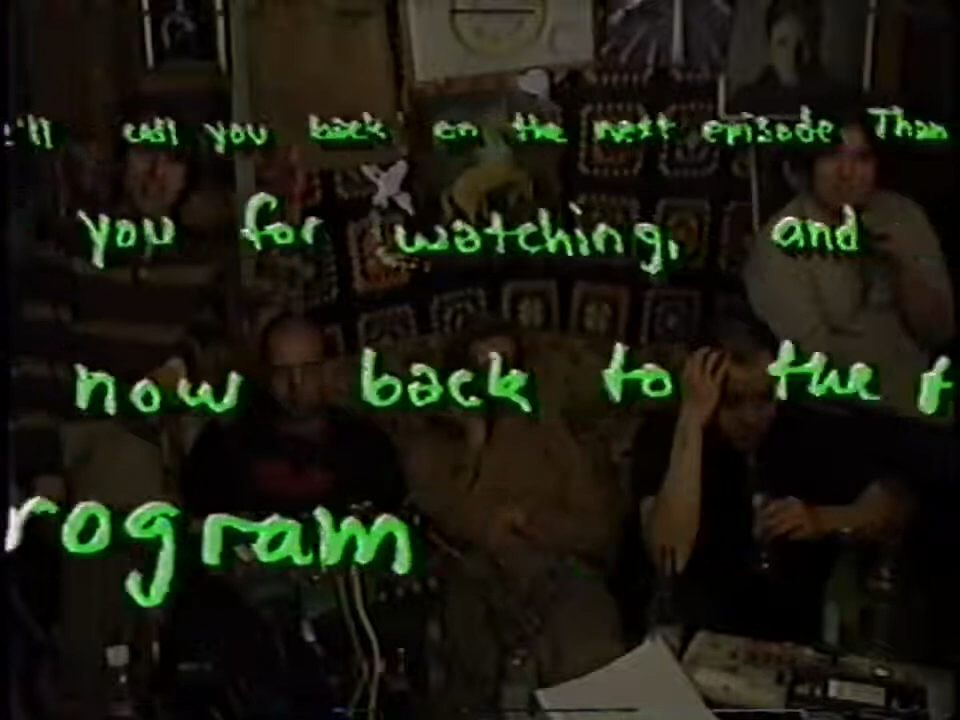 :'ll call you back on the next episode Than
you for watching, and
now back to the p
rogram